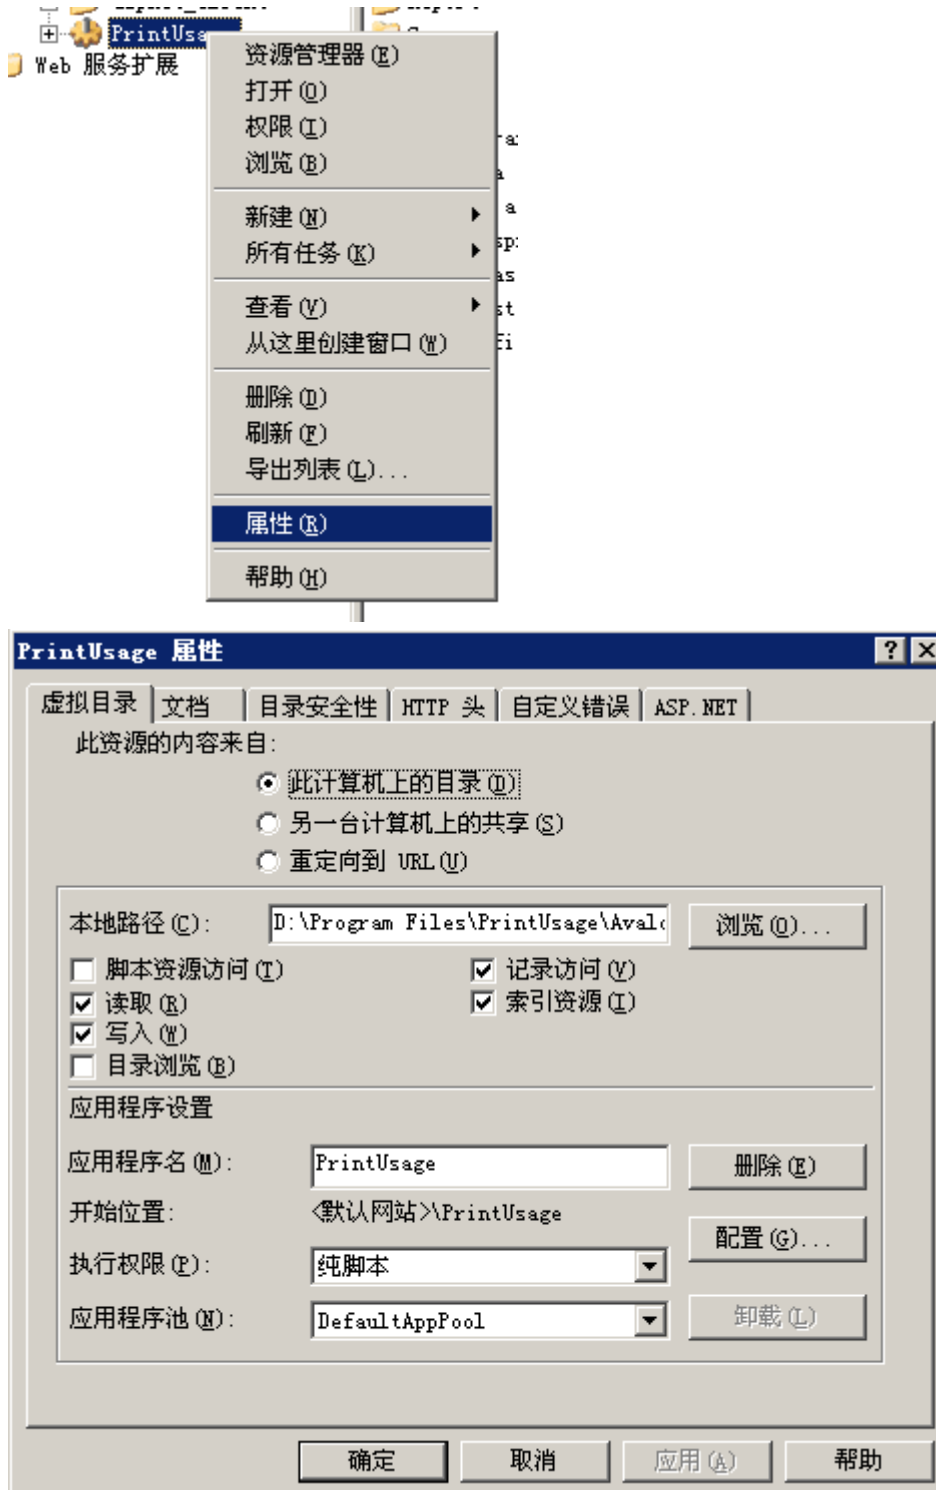 PrintUsa
Web 服务扩展
资源管理器(E)
打开(O)
权限(I)
浏览(B)
新建(N)
所有任务(K)
查看(V)
从这里创建窗口(W)
删除(D)
刷新(F)
导出列表(L)...
属性(R)
帮助(H)
PrintUsage 属性
虚拟目录 文档 目录安全性 HTTP 头 自定义错误 ASP.NET
此资源的内容来自:
此计算机上的目录(D)
另一台计算机上的共享(S)
重定向到 URL(U)
本地路径(C): D:\Program Files\PrintUsage\Aval 浏览(O)...
脚本资源访问(T) 记录访问(V)
读取(R) 索引资源(I)
写入(W)
目录浏览(B)
应用程序设置
应用程序名(M): PrintUsage 删除(E)
开始位置: <默认网站>\PrintUsage
配置(G)...
执行权限(P): 纯脚本
应用程序池(N): DefaultAppPool 卸载(L)
确定 取消 应用(A) 帮助